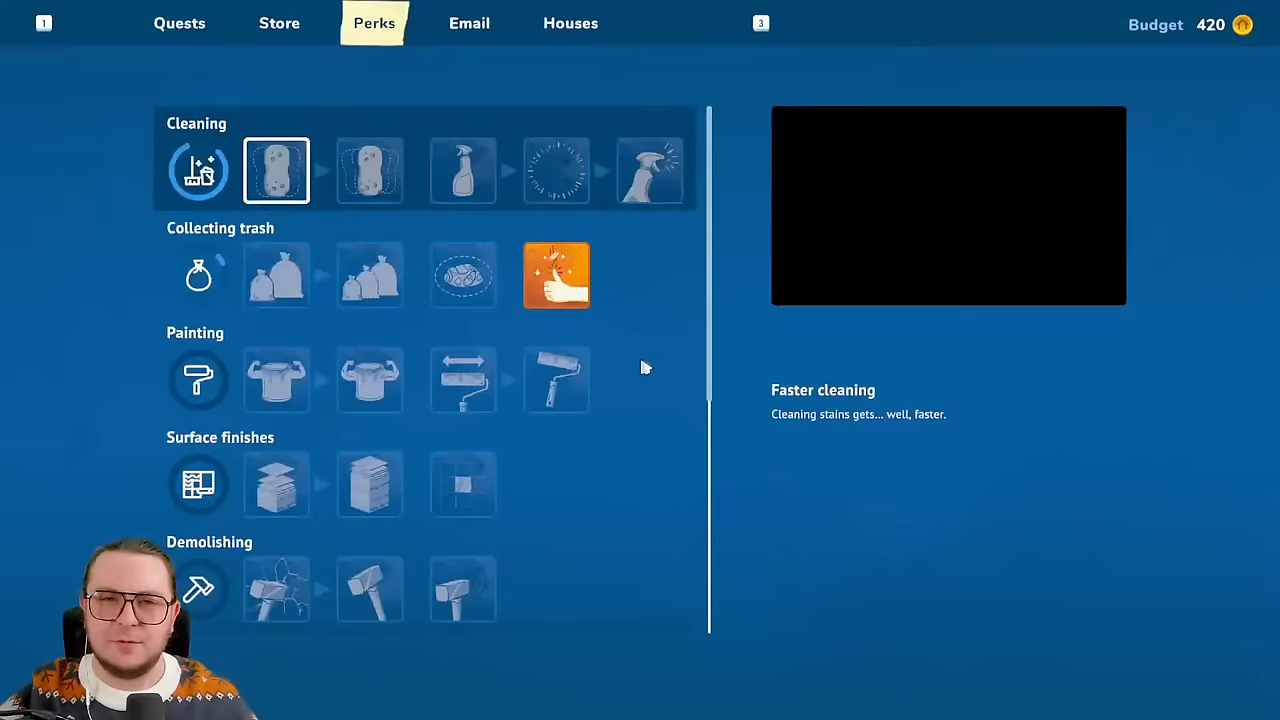 1 Quests Store Perks Email Houses 3 Budget 420
Cleaning
Collecting trash
Painting
Surface finishes
Demolishing
Faster cleaning
Cleaning stains gets... well, faster.